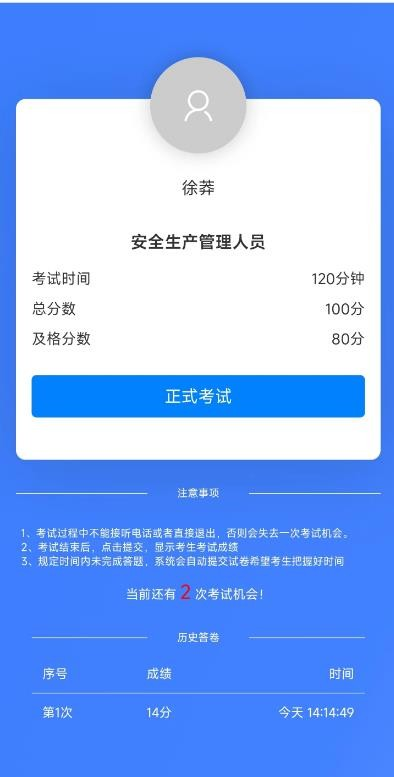 徐莽
安全生产管理人员
考试时间 120分钟
总分数 100分
及格分数 80分
正式考试
注意事项
1、考试过程中不能接听电话或者直接退出，否则会失去一次考试机会。
2、考试结束后，点击提交，显示考生考试成绩
3、规定时间内未完成答题，系统会自动提交试卷希望考生把握好时间
当前还有 2 次考试机会！
历史答卷
序号 成绩 时间
第1次 14分 今天 14:14:49